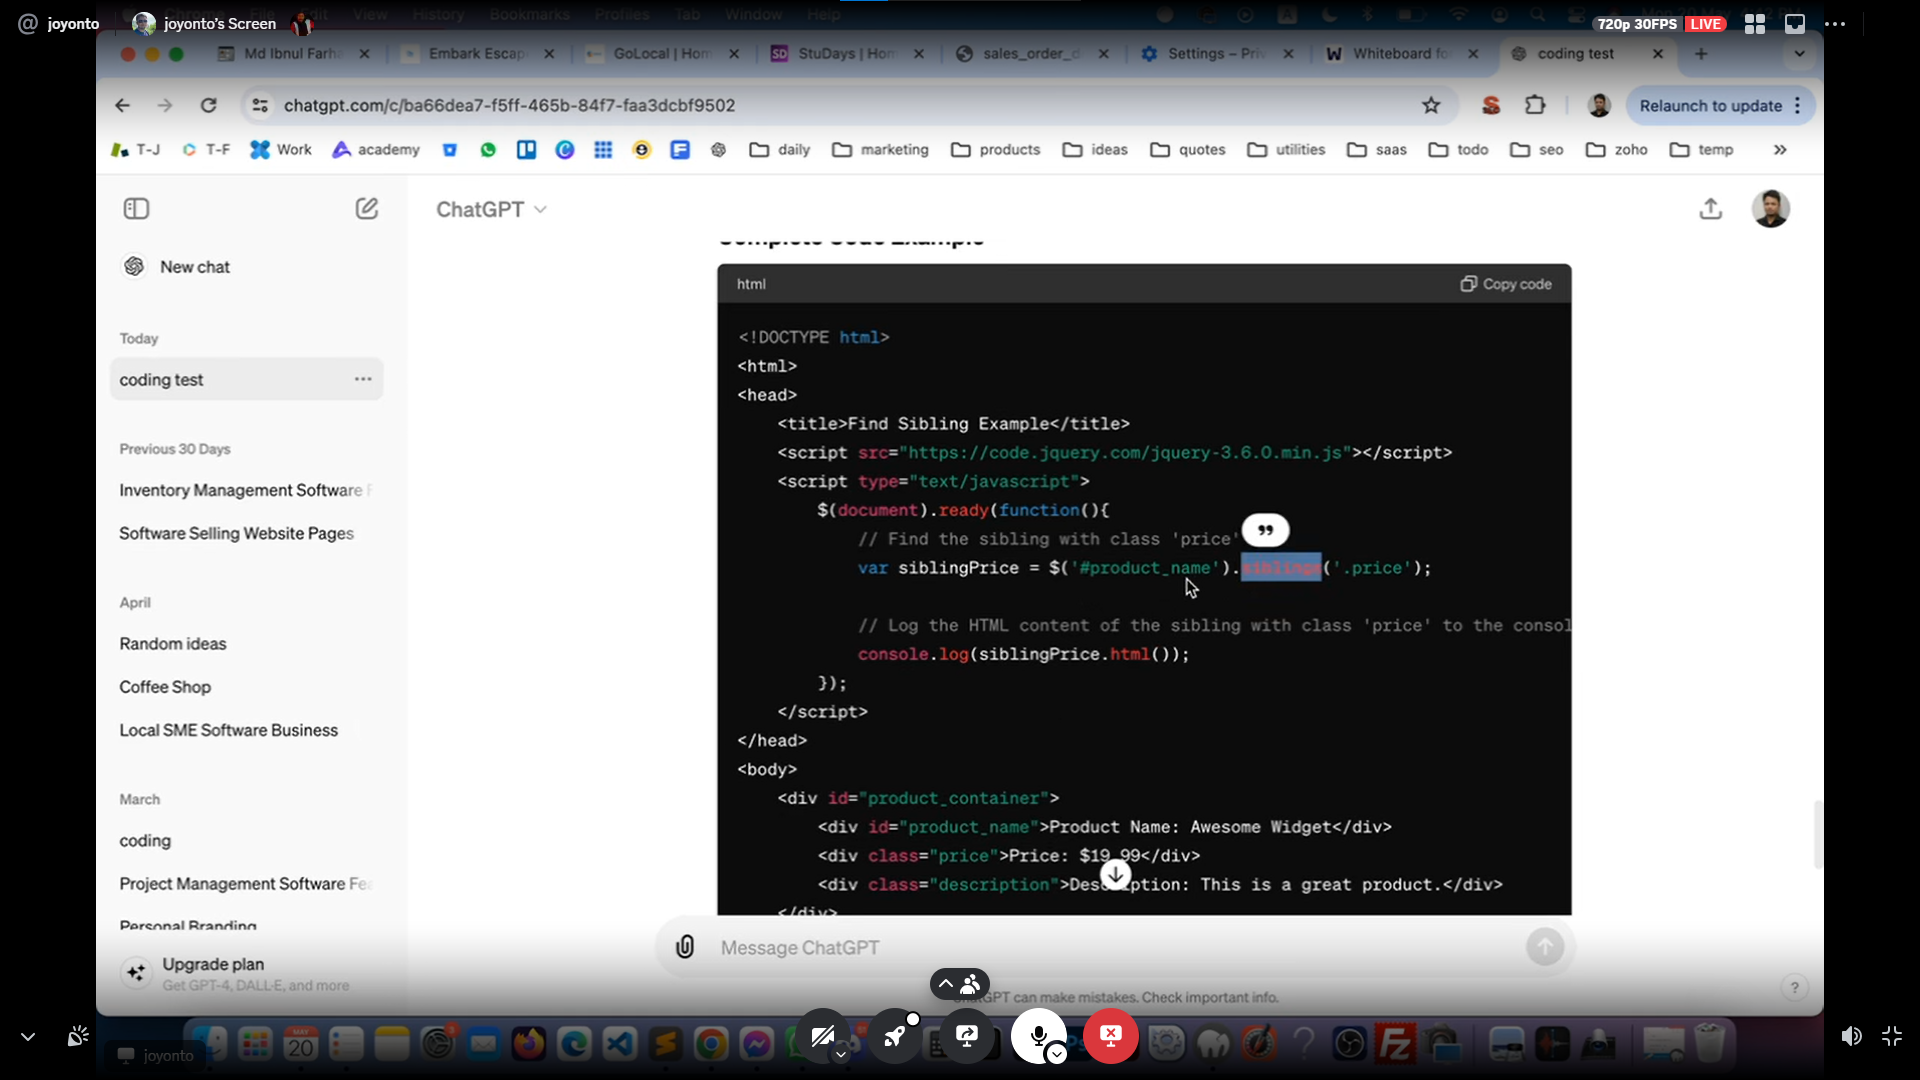 @ joyonto
joyonto's Screen
720p 30FPS LIVE
Md Ibnul Farha
Embark Escap
GoLocal | Hom
StuDays | Hom
sales_order_d
Settings – Priv
Whiteboard fo
coding test
chatgpt.com/c/ba66dea7-f5ff-465b-84f7-faa3dcbf9502
Relaunch to update
T-J
T-F
Work
academy
daily
marketing
products
ideas
quotes
utilities
saas
todo
seo
zoho
temp
ChatGPT
New chat
Today
coding test
Previous 30 Days
Inventory Management Software F
Software Selling Website Pages
April
Random ideas
Coffee Shop
Local SME Software Business
March
coding
Project Management Software Fea
Personal Branding
Upgrade plan
Get GPT-4, DALL·E, and more
Complete Code Example
html
Copy code
<!DOCTYPE html>
<html>
<head>
<title>Find Sibling Example</title>
<script src="https://code.jquery.com/jquery-3.6.0.min.js"></script>
<script type="text/javascript">
$(document).ready(function(){
// Find the sibling with class 'price'
var siblingPrice = $('#product_name').siblings('.price');
// Log the HTML content of the sibling with class 'price' to the consol
console.log(siblingPrice.html());
});
</script>
</head>
<body>
<div id="product_container">
<div id="product_name">Product Name: Awesome Widget</div>
<div class="price">Price: $19.99</div>
<div class="description">Description: This is a great product.</div>
</div>
Message ChatGPT
ChatGPT can make mistakes. Check important info.
?
MAY
20
joyonto